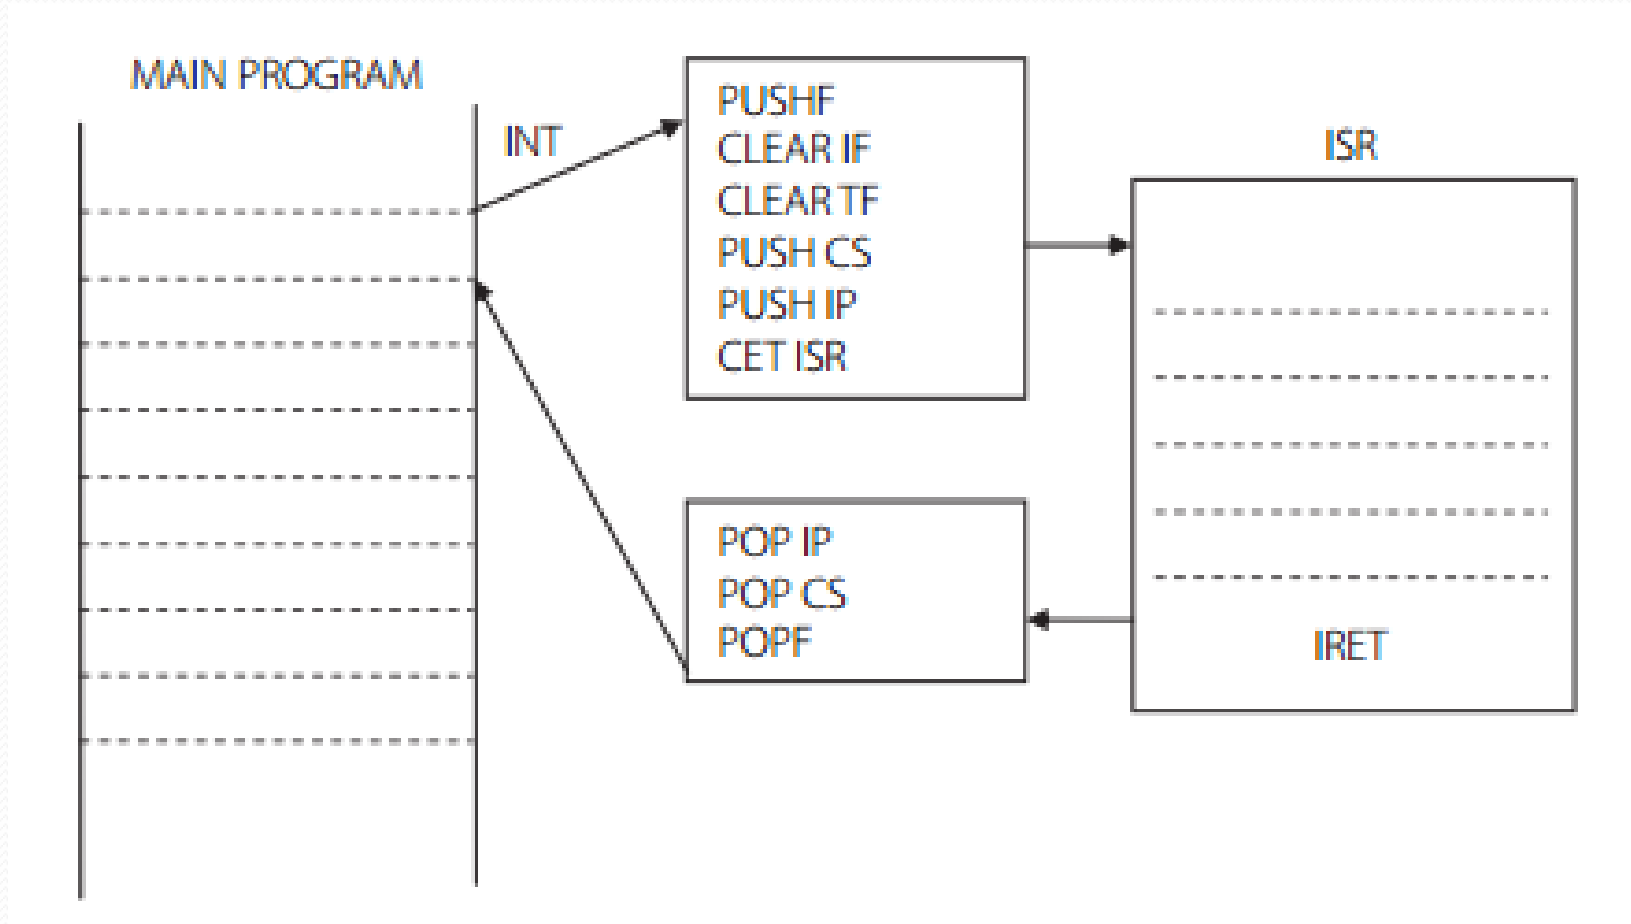 MAIN PROGRAM
INT
PUSHF
CLEAR IF
CLEAR TF
PUSH CS
PUSH IP
CET ISR
ISR
IRET
POP IP
POP CS
POPF